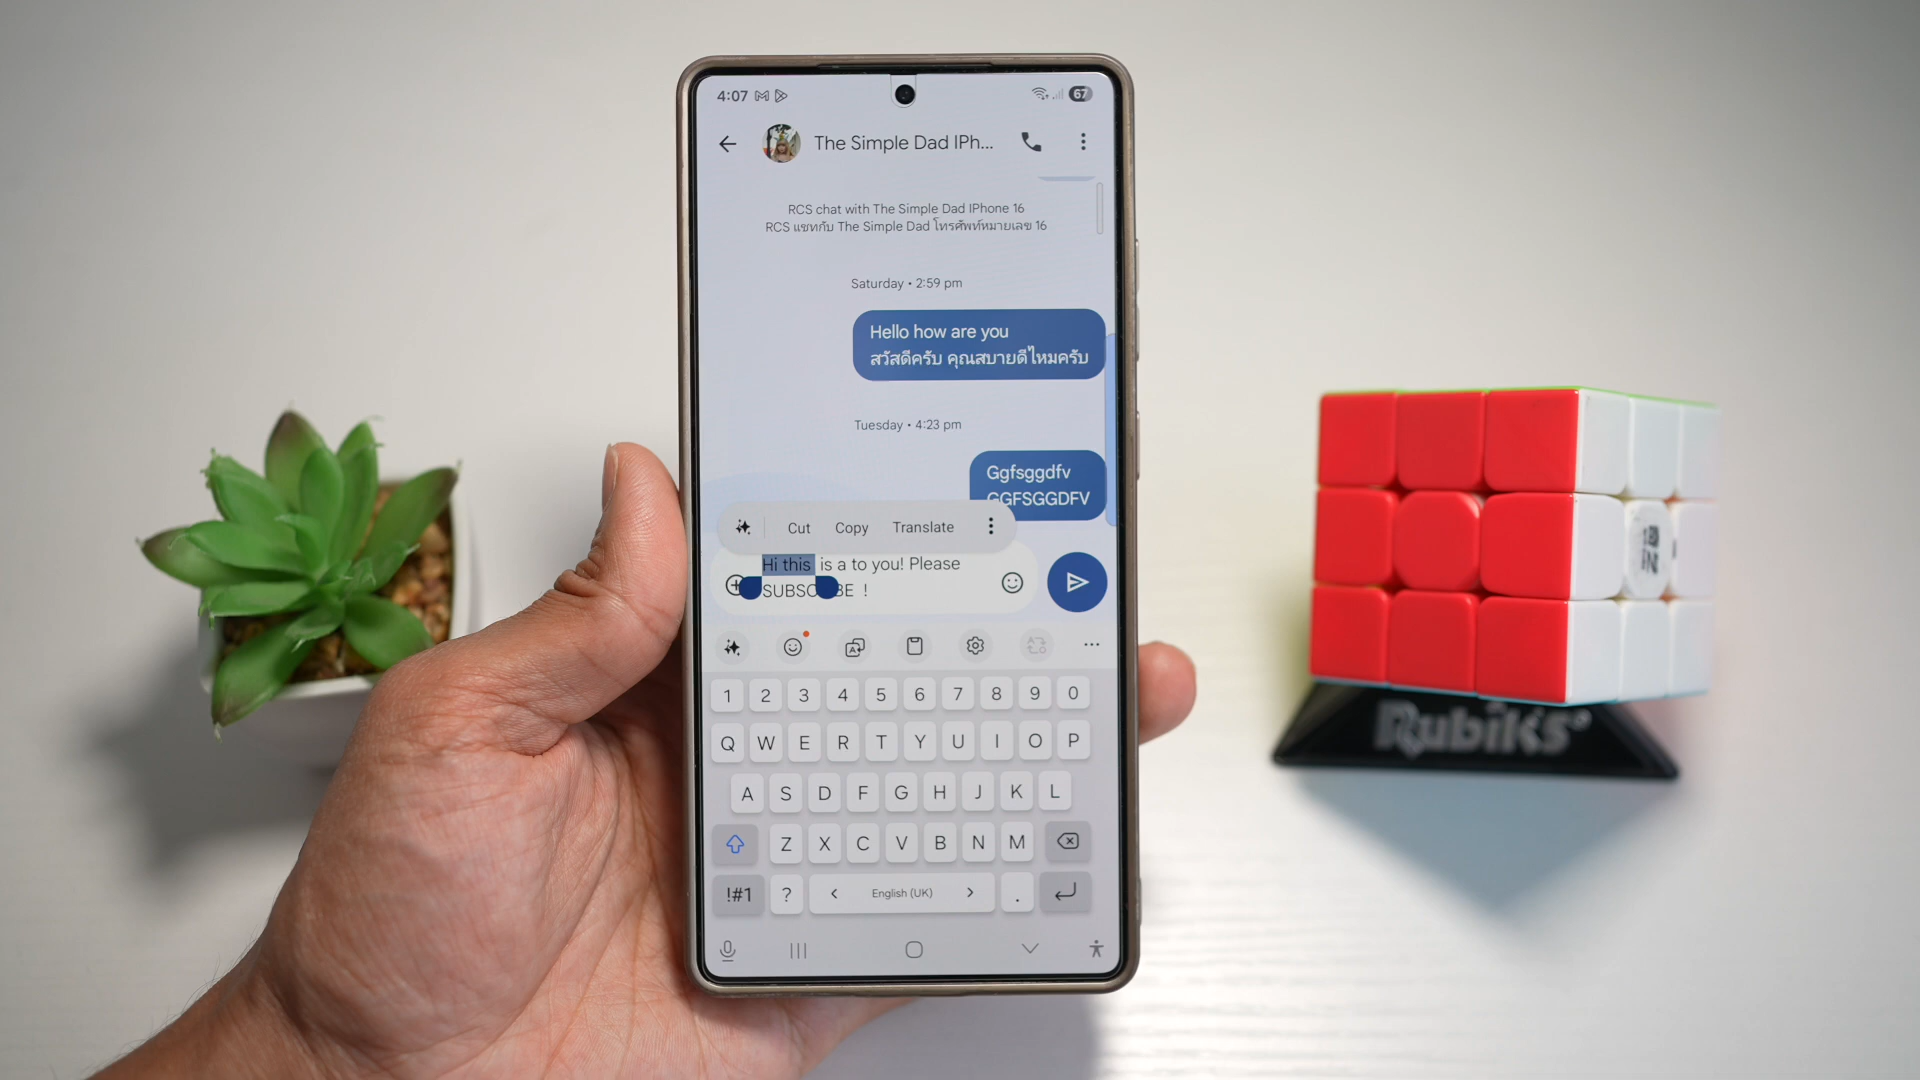 4:07
67
The Simple Dad IPh...
RCS chat with The Simple Dad IPhone 16
RCS แชทกับ The Simple Dad โทรศัพท์หมายเลข 16
Saturday • 2:59 pm
Hello how are you
สวัสดีครับ คุณสบายดีไหมครับ
Tuesday • 4:23 pm
Ggfsggdfv
GGFSGGDFV
Cut Copy Translate
Hi this is a to you! Please
!
1 2 3 4 5 6 7 8 9 0
Q W E R T Y U I O P
A S D F G H J K L
Z X C V B N M
!#1 ? < English (UK) > .
Rubik's